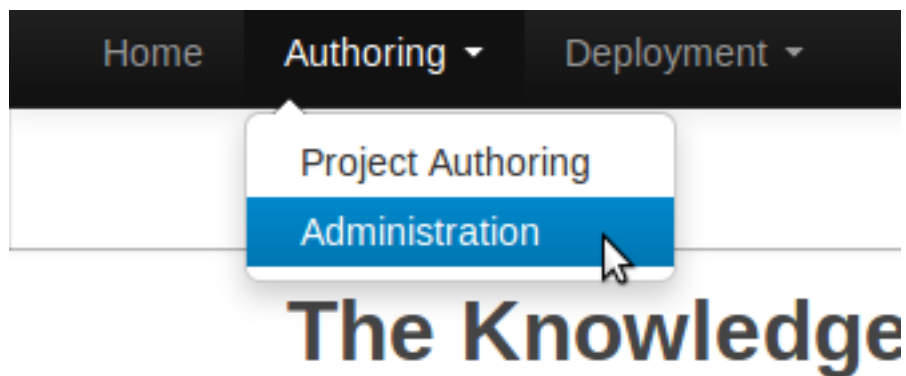 Home Authoring Deployment
Project Authoring
Administration
The Knowledge